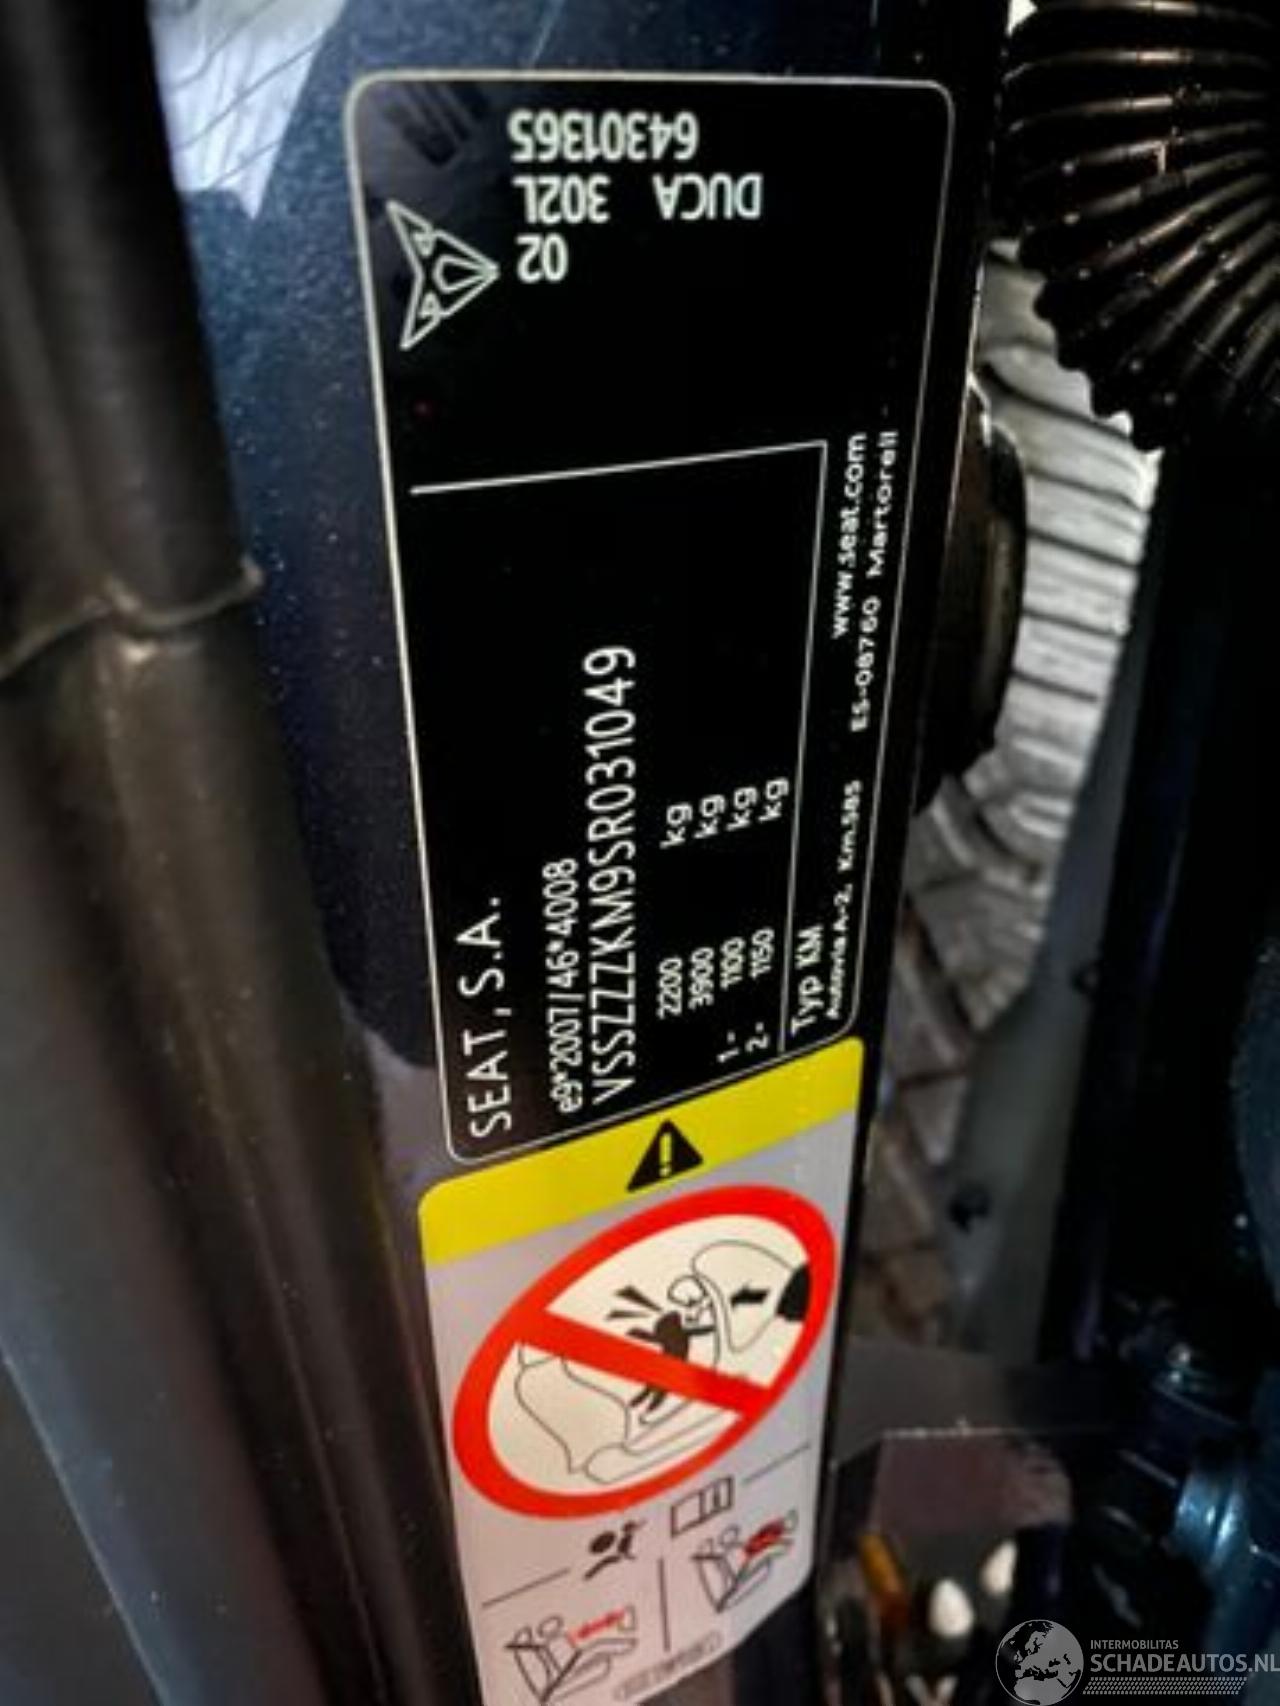 SEAT, S.A.
e9*2007/46*4008
VSSZZZKM9SR031049
2200 kg
3900 kg
1- 1100 kg
2- 1150 kg
Typ KM
www.seat.com
Autovia A-2, Km.585 ES-08760 Martorell
64301365
DUCA 302L
02
INTERMOBILITAS
SCHADEAUTOS.NL